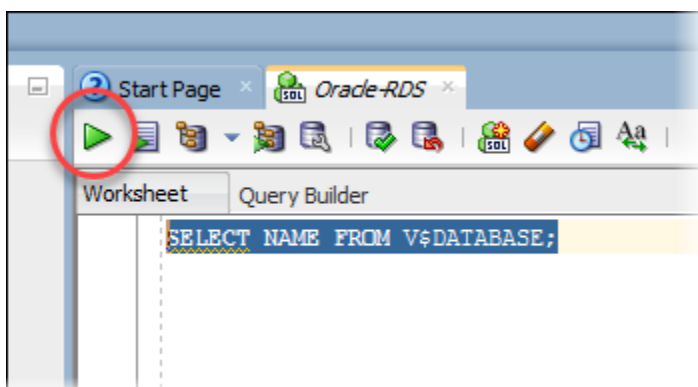 Start Page Oracle-RDS
Worksheet Query Builder
SELECT NAME FROM V$DATABASE;